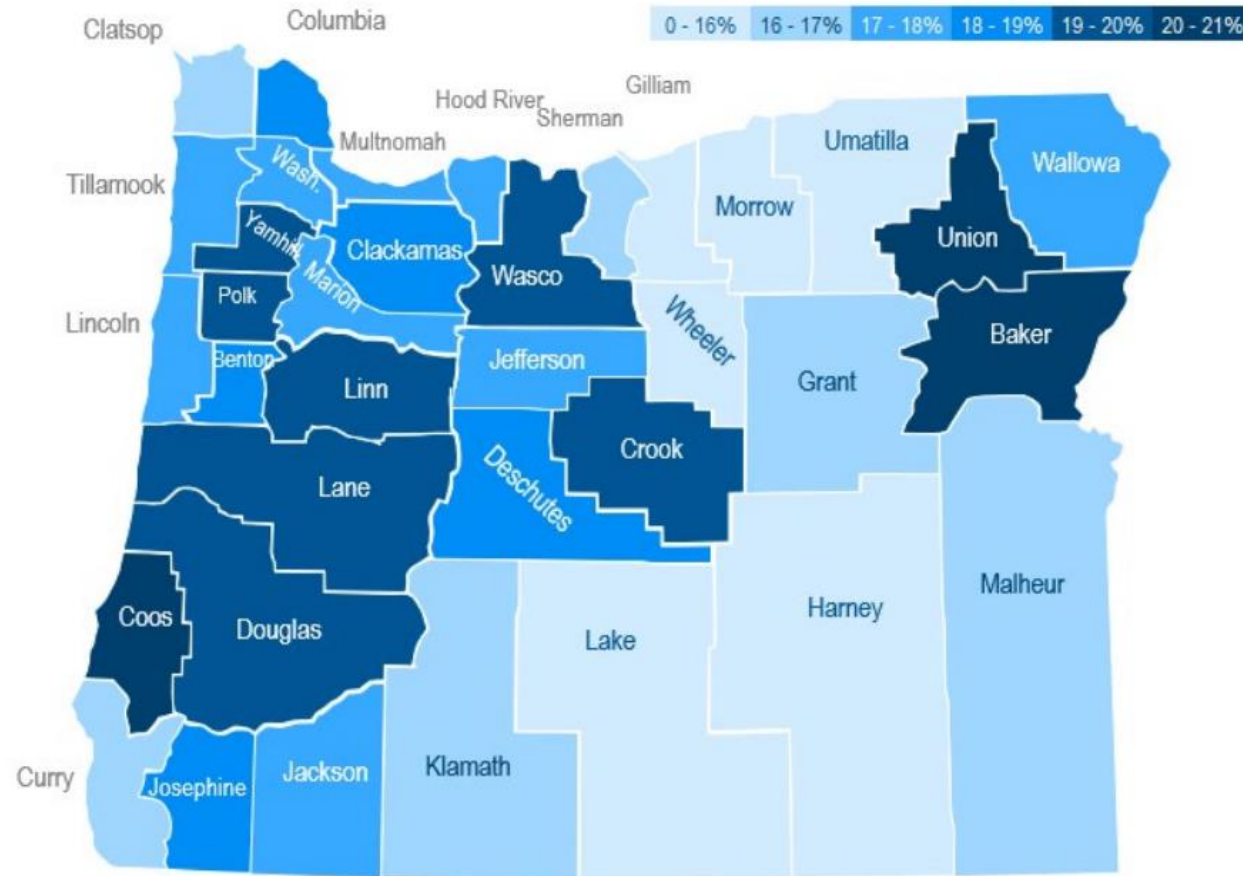 Clatsop
Columbia
0 - 16% 16 - 17% 17 - 18% 18 - 19% 19 - 20% 20 - 21%
Hood River
Gilliam
Sherman
Multnomah
Umatilla
Wallowa
Tillamook
Wash.
Morrow
Union
Yamhill
Clackamas
Wasco
Marion
Polk
Lincoln
Wheeler
Baker
Benton
Jefferson
Linn
Grant
Crook
Lane
Deschutes
Malheur
Coos
Douglas
Harney
Lake
Curry
Josephine
Jackson
Klamath